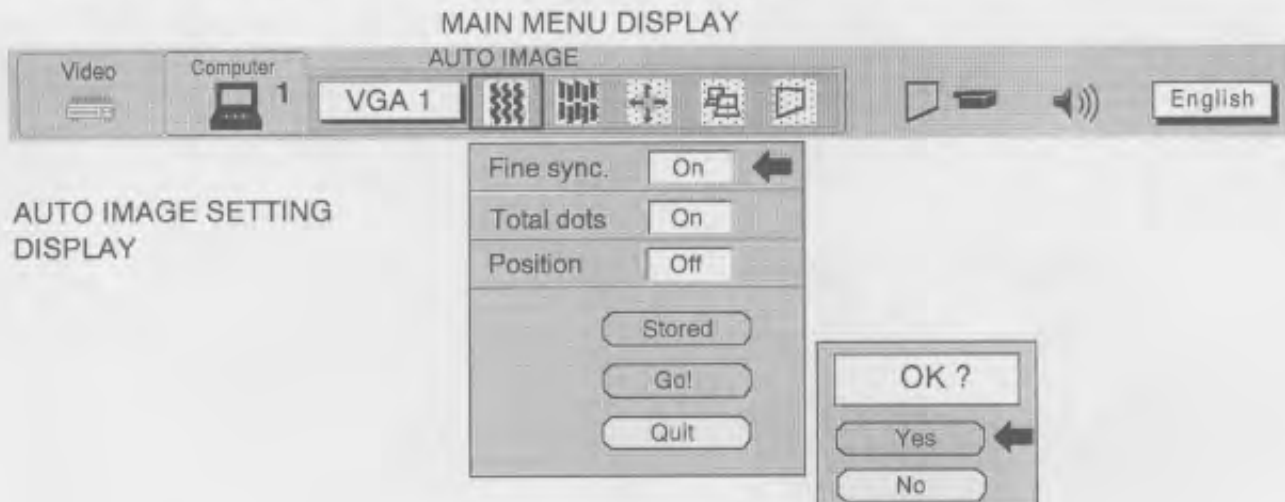 MAIN MENU DISPLAY
AUTO IMAGE
Video
Computer
1
VGA 1
English
AUTO IMAGE SETTING
DISPLAY
Fine sync. On
Total dots On
Position Off
Stored
Go!
Quit
OK ?
Yes
No